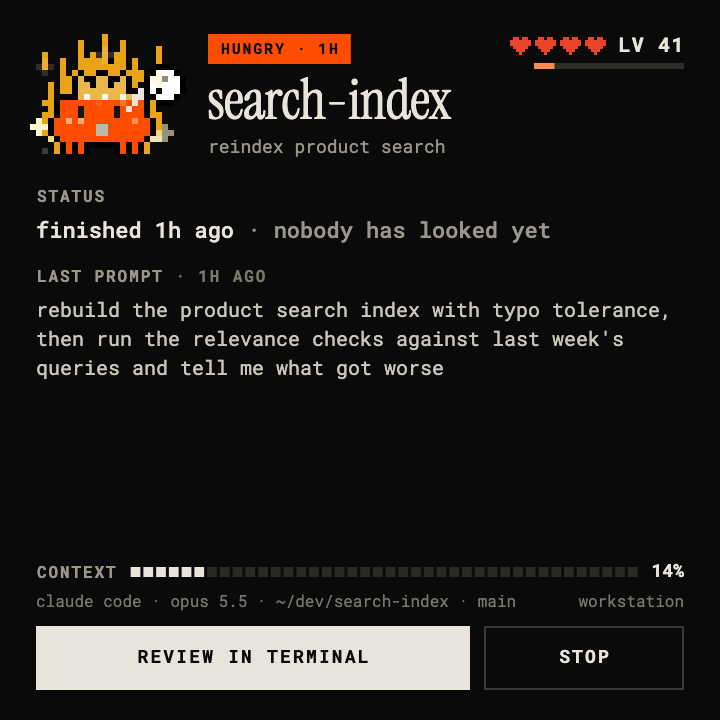 HUNGRY · 1H
LV 41
search-index
reindex product search
STATUS
finished 1h ago · nobody has looked yet
LAST PROMPT · 1H AGO
rebuild the product search index with typo tolerance,
then run the relevance checks against last week's
queries and tell me what got worse
CONTEXT 14%
claude code · opus 5.5 · ~/dev/search-index · main workstation
REVIEW IN TERMINAL STOP